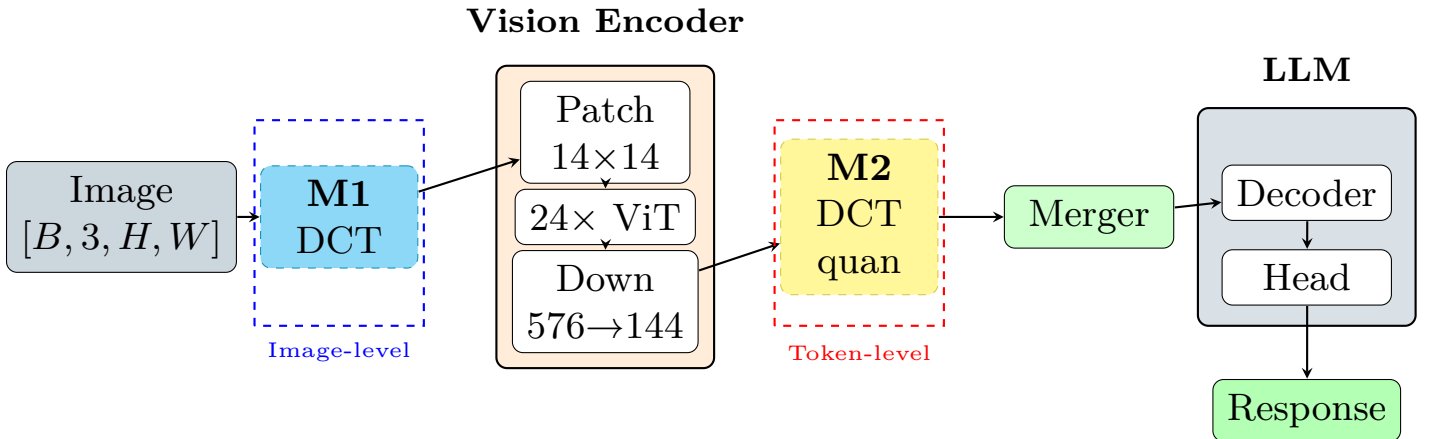 Vision Encoder
LLM
Image
[B, 3, H, W]
M1
DCT
Image-level
Patch
14×14
24× ViT
Down
576→144
M2
DCT
quan
Token-level
Merger
Decoder
Head
Response